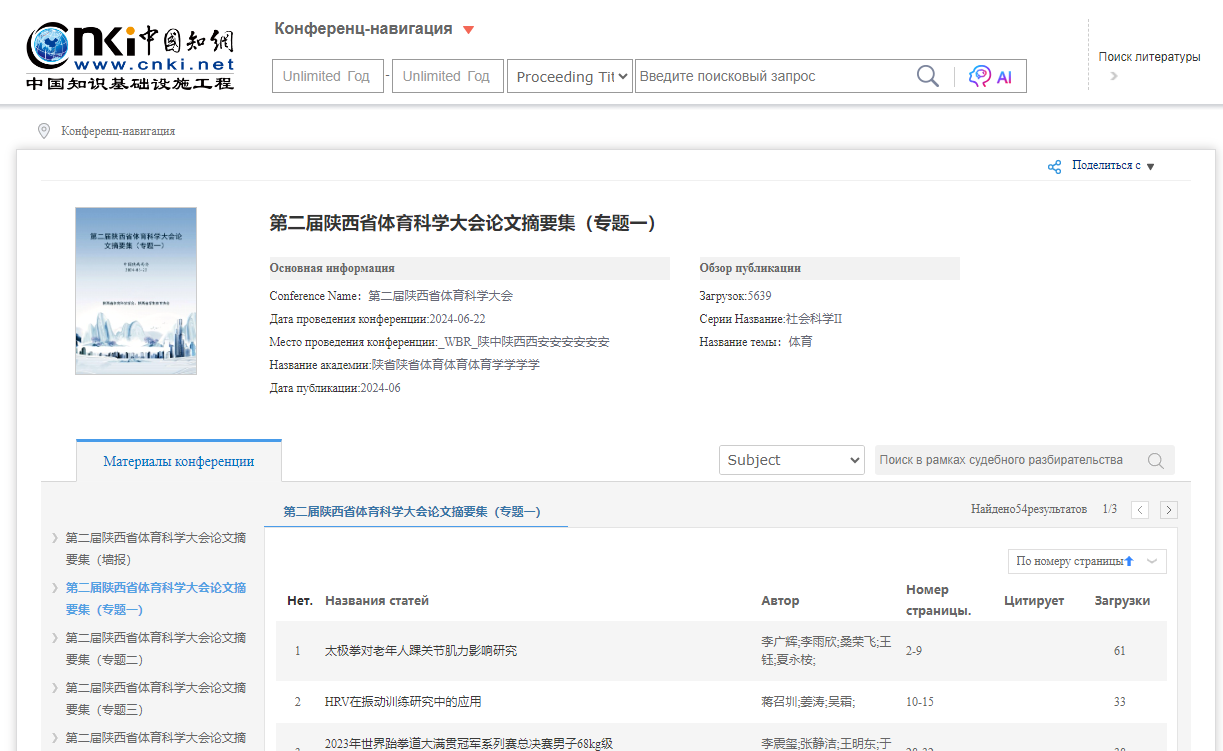 cnki中国知網
www.cnki.net
中国知识基础设施工程
Конференц-навигация
Unlimited Год - Unlimited Год Proceeding Tit Введите поисковый запрос AI
Поиск литературы
Конференц-навигация
Поделиться с
第二届陕西省体育科学大会论
文摘要集（专题一）
第二届陕西省体育科学大会论文摘要集（专题一）
Основная информация
Conference Name：第二届陕西省体育科学大会
Дата проведения конференции:2024-06-22
Место проведения конференции:_WBR_陕中陕西西安安安安安安
Название академии:陕省陕省体育体育体育学学学学
Дата публикации:2024-06
Обзор публикации
Загрузок:5639
Серии Название:社会科学II
Название темы：体育
Материалы конференции
Subject
Поиск в рамках судебного разбирательства
第二届陕西省体育科学大会论文摘
要集（墙报）
第二届陕西省体育科学大会论文摘
要集（专题一）
第二届陕西省体育科学大会论文摘
要集（专题二）
第二届陕西省体育科学大会论文摘
要集（专题三）
第二届陕西省体育科学大会论文摘
第二届陕西省体育科学大会论文摘要集（专题一）
Найдено54результатов 1/3
По номеру страницы
Нет. Названия статей Автор Номер страницы. Цитирует Загрузки
1 太极拳对老年人踝关节肌力影响研究 李广辉;李雨欣;桑荣飞;王
钰;夏永桉; 2-9 61
2 HRV在振动训练研究中的应用 蒋召圳;姜涛;吴霜; 10-15 33
2023年世界跆拳道大满贯冠军系列赛总决赛男子68kg级 李震玺;张静洁;王明东;于